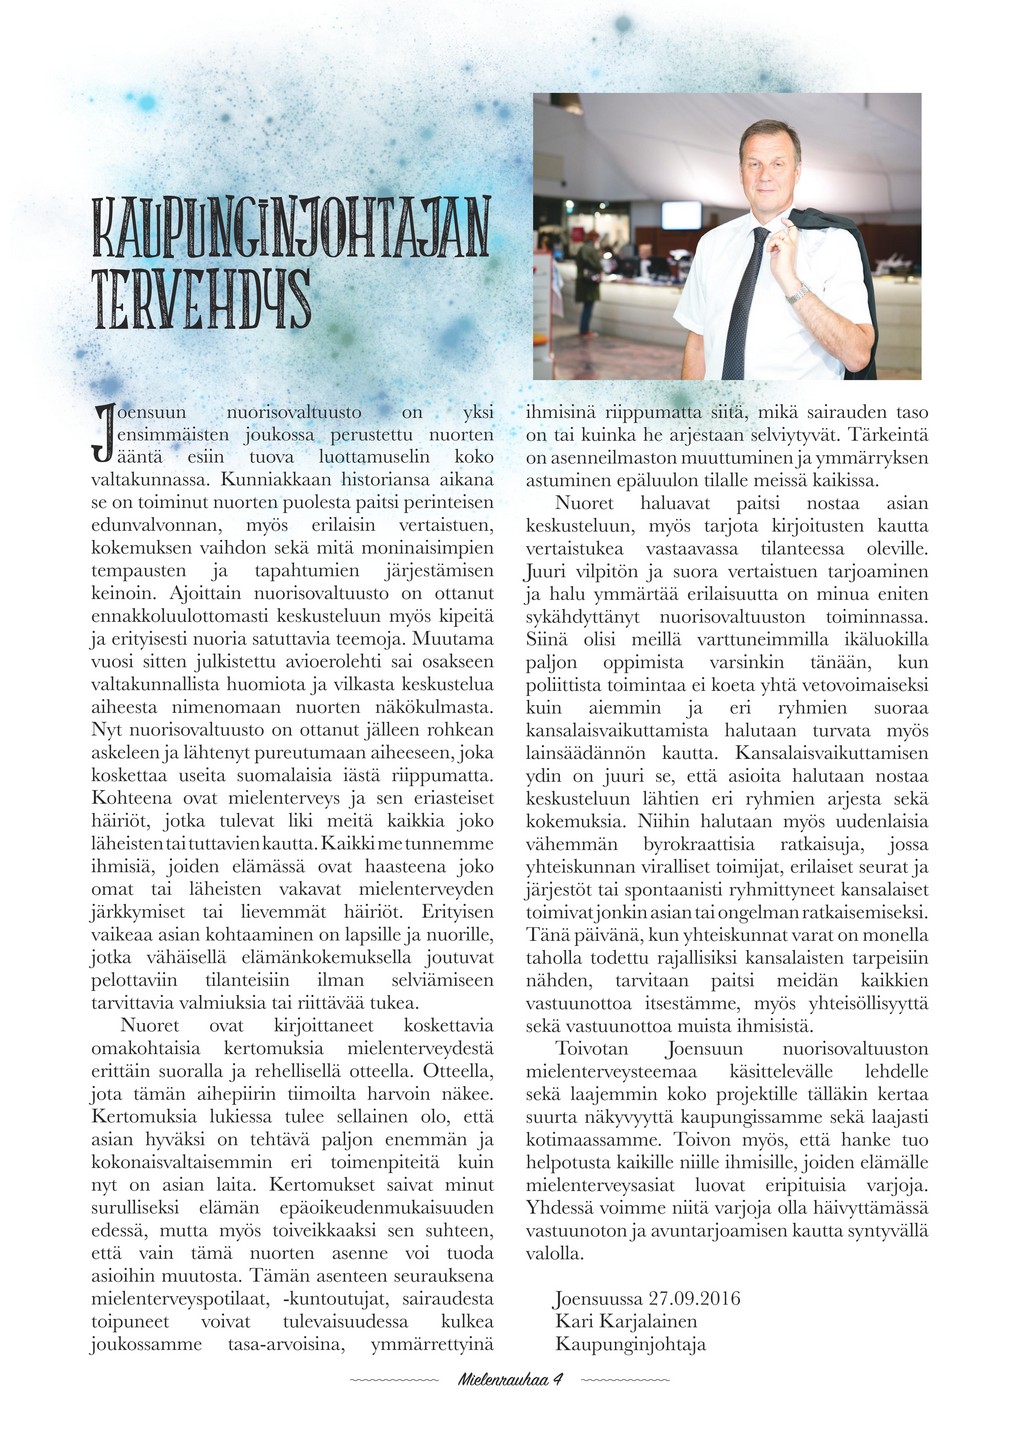 KAUPUNGINJOHTAJAN
TERVEHDYS
Joensuun nuorisovaltuusto on yksi
ensimmäisten joukossa perustettu nuorten
ääntä esiin tuova luottamuselin koko
valtakunnassa. Kunniakkaan historiansa aikana
se on toiminut nuorten puolesta paitsi perinteisen
edunvalvonnan, myös erilaisin vertaistuen,
kokemuksen vaihdon sekä mitä moninaisimpien
tempausten ja tapahtumien järjestämisen
keinoin. Ajoittain nuorisovaltuusto on ottanut
ennakkoluulottomasti keskusteluun myös kipeitä
ja erityisesti nuoria satuttavia teemoja. Muutama
vuosi sitten julkistettu avioerolehti sai osakseen
valtakunnallista huomiota ja vilkasta keskustelua
aiheesta nimenomaan nuorten näkökulmasta.
Nyt nuorisovaltuusto on ottanut jälleen rohkean
askeleen ja lähtenyt pureutumaan aiheeseen, joka
koskettaa useita suomalaisia iästä riippumatta.
Kohteena ovat mielenterveys ja sen eriasteiset
häiriöt, jotka tulevat liki meitä kaikkia joko
läheisten tai tuttavien kautta. Kaikki me tunnemme
ihmisiä, joiden elämässä ovat haasteena joko
omat tai läheisten vakavat mielenterveyden
järkkymiset tai lievemmät häiriöt. Erityisen
vaikeaa asian kohtaaminen on lapsille ja nuorille,
jotka vähäisellä elämänkokemuksella joutuvat
pelottaviin tilanteisiin ilman selviämiseen
tarvittavia valmiuksia tai riittävää tukea.
Nuoret ovat kirjoittaneet koskettavia
omakohtaisia kertomuksia mielenterveydestä
erittäin suoralla ja rehellisellä otteella. Otteella,
jota tämän aihepiirin tiimoilta harvoin näkee.
Kertomuksia lukiessa tulee sellainen olo, että
asian hyväksi on tehtävä paljon enemmän ja
kokonaisvaltaisemmin eri toimenpiteitä kuin
nyt on asian laita. Kertomukset saivat minut
surulliseksi elämän epäoikeudenmukaisuuden
edessä, mutta myös toiveikkaaksi sen suhteen,
että vain tämä nuorten asenne voi tuoda
asioihin muutosta. Tämän asenteen seurauksena
mielenterveyspotilaat, -kuntoutujat, sairaudesta
toipuneet voivat tulevaisuudessa kulkea
joukossamme tasa-arvoisina, ymmärrettyinä
ihmisinä riippumatta siitä, mikä sairauden taso
on tai kuinka he arjestaan selviytyvät. Tärkeintä
on asenneilmaston muuttuminen ja ymmärryksen
astuminen epäluulon tilalle meissä kaikissa.
Nuoret haluavat paitsi nostaa asian
keskusteluun, myös tarjota kirjoitusten kautta
vertaistukea vastaavassa tilanteessa oleville.
Juuri vilpitön ja suora vertaistuen tarjoaminen
ja halu ymmärtää erilaisuutta on minua eniten
sykähdyttänyt nuorisovaltuuston toiminnassa.
Siinä olisi meillä varttuneimmilla ikäluokilla
paljon oppimista varsinkin tänään, kun
poliittista toimintaa ei koeta yhtä vetovoimaiseksi
kuin aiemmin ja eri ryhmien suoraa
kansalaisvaikuttamista halutaan turvata myös
lainsäädännön kautta. Kansalaisvaikuttamisen
ydin on juuri se, että asioita halutaan nostaa
keskusteluun lähtien eri ryhmien arjesta sekä
kokemuksia. Niihin halutaan myös uudenlaisia
vähemmän byrokraattisia ratkaisuja, jossa
yhteiskunnan viralliset toimijat, erilaiset seurat ja
järjestöt tai spontaanisti ryhmittyneet kansalaiset
toimivat jonkin asian tai ongelman ratkaisemiseksi.
Tänä päivänä, kun yhteiskunnat varat on monella
taholla todettu rajallisiksi kansalaisten tarpeisiin
nähden, tarvitaan paitsi meidän kaikkien
vastuunottoa itsestämme, myös yhteisöllisyyttä
sekä vastuunottoa muista ihmisistä.
Toivotan Joensuun nuorisovaltuuston
mielenterveysteemaa käsittelevälle lehdelle
sekä laajemmin koko projektille tälläkin kertaa
suurta näkyvyyttä kaupungissamme sekä laajasti
kotimaassamme. Toivon myös, että hanke tuo
helpotusta kaikille niille ihmisille, joiden elämälle
mielenterveysasiat luovat eripituisia varjoja.
Yhdessä voimme niitä varjoja olla häivyttämässä
vastuunoton ja avuntarjoamisen kautta syntyvällä
valolla.
Joensuussa 27.09.2016
Kari Karjalainen
Kaupunginjohtaja
Mielenrauhaa 4